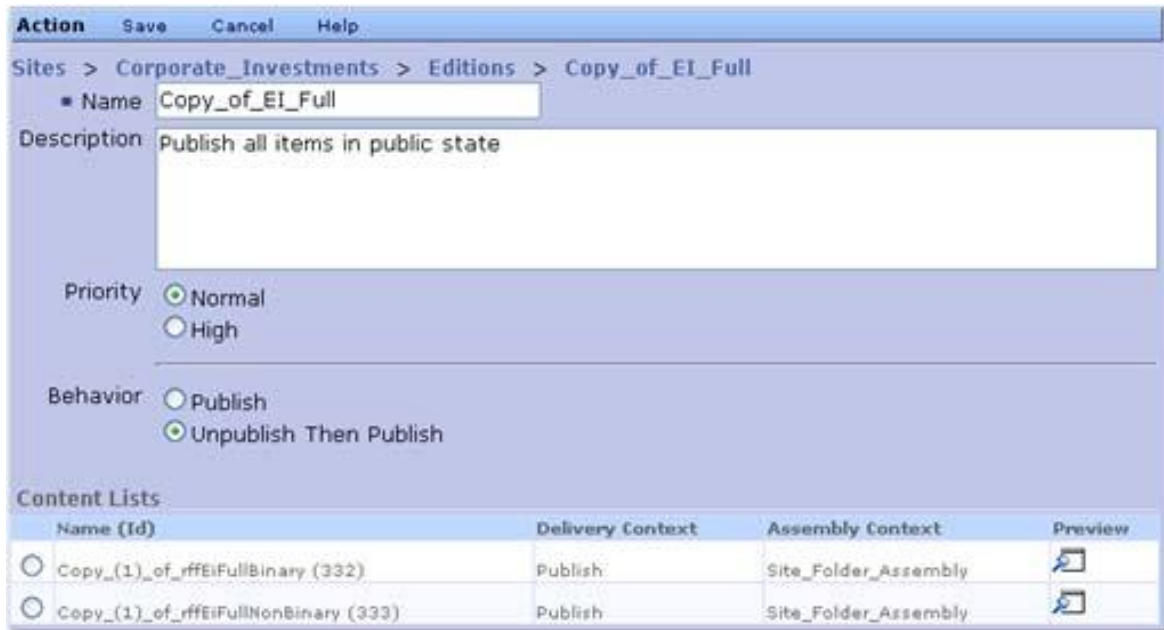 Action Save Cancel Help
Sites > Corporate_Investments > Editions > Copy_of_EI_Full
Name Copy_of_EI_Full
Description Publish all items in public state
Priority Normal
High
Behavior Publish
Unpublish Then Publish
Content Lists
Name (Id) Delivery Context Assembly Context Preview
Copy_(1)_of_rffEiFullBinary (332) Publish Site_Folder_Assembly
Copy_(1)_of_rffEiFullNonBinary (333) Publish Site_Folder_Assembly